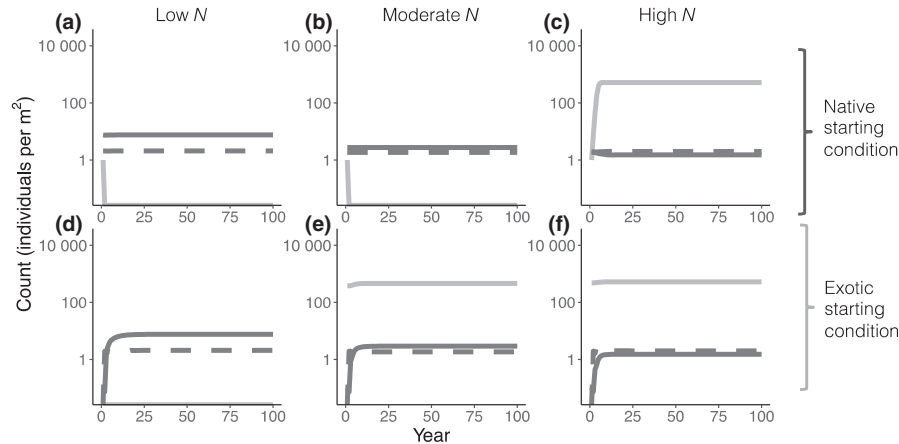 (a) Low N (b) Moderate N (c) High N
10 000 10 000 10 000
100 100 100
1 1 1
0 25 50 75 100 0 25 50 75 100 0 25 50 75 100
Native
starting
condition
(d) (e) (f)
10 000 10 000 10 000
100 100 100
1 1 1
0 25 50 75 100 0 25 50 75 100 0 25 50 75 100
Exotic
starting
condition
Count (individuals per m²)
Year